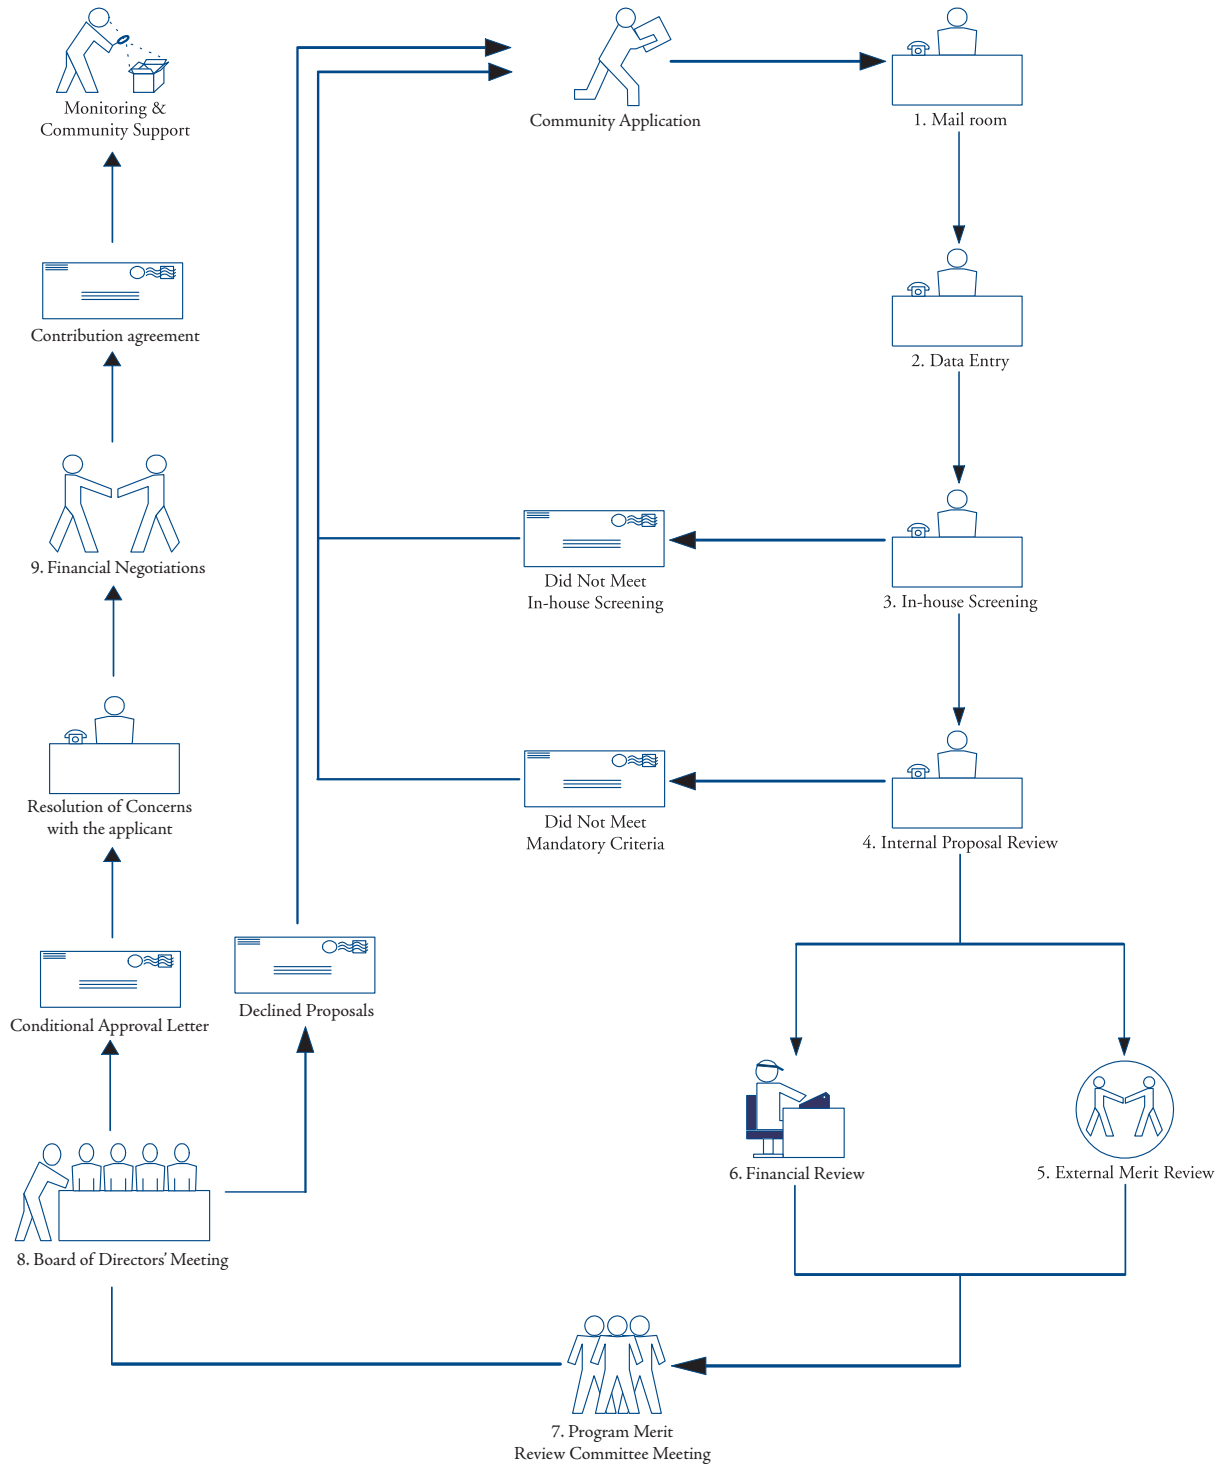 Monitoring &
Community Support
Community Application
1. Mail room
Contribution agreement
2. Data Entry
9. Financial Negotiations
Did Not Meet
In-house Screening
3. In-house Screening
Resolution of Concerns
with the applicant
Did Not Meet
Mandatory Criteria
4. Internal Proposal Review
Conditional Approval Letter
Declined Proposals
6. Financial Review
5. External Merit Review
8. Board of Directors' Meeting
7. Program Merit
Review Committee Meeting